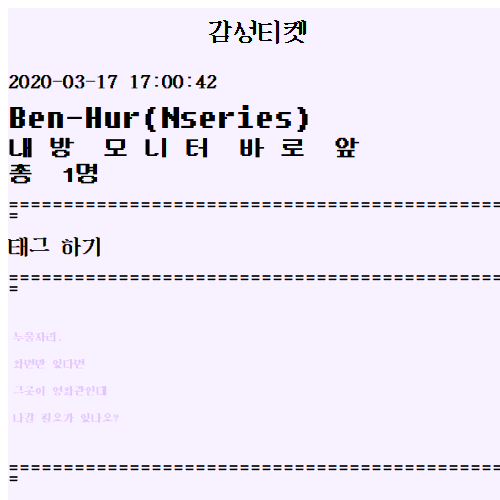 감성티켓
2020-03-17 17:00:42
Ben-Hur(Nseries)
내 방 모 니 터 바 로 앞
총 1명
=============================================
=
태그 하기
=============================================
=
누울자리.
화면만 있다면
그곳이 영화관인데
나갈 필요가 있나요?
=============================================
=